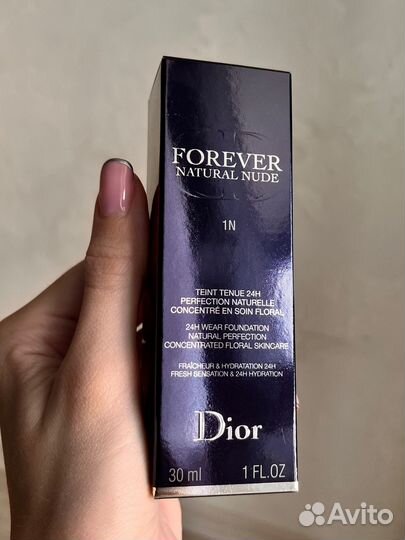 FOREVER
NATURAL NUDE
1N
TEINT TENUE 24H
PERFECTION NATURELLE
CONCENTRÉ EN SOIN FLORAL
24H WEAR FOUNDATION
NATURAL PERFECTION
CONCENTRATED FLORAL SKINCARE
FRAÎCHEUR & HYDRATATION 24H
FRESH SENSATION & 24H HYDRATION
Dior
30 ml 1 FL.OZ
Avito